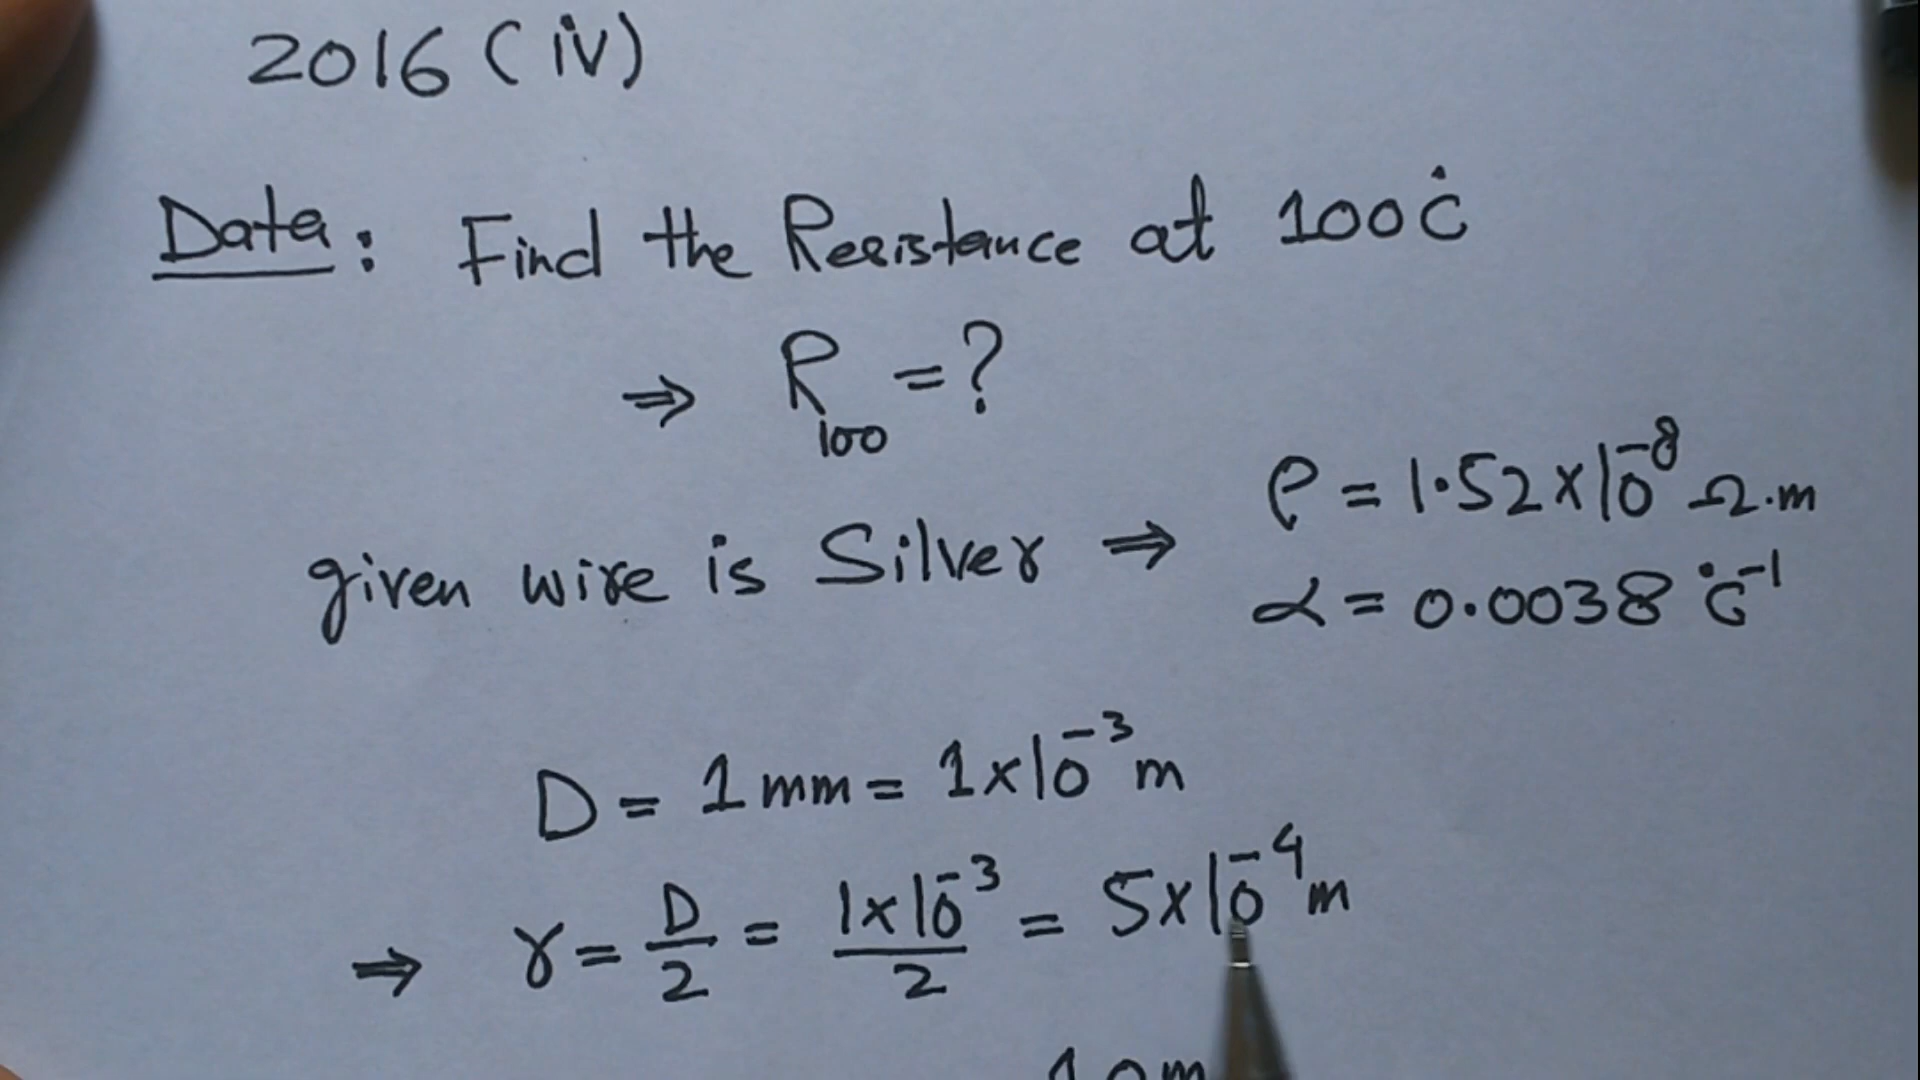 2016 (iv)
Data: Find the Resistance at 100°C
⇒ R₁₀₀ = ?
ρ = 1.52×10⁻⁸ Ω.m
given wire is Silver ⇒
α = 0.0038 °C⁻¹
D = 1 mm = 1×10⁻³ m
⇒ r = D/2 = 1×10⁻³/2 = 5×10⁻⁴ m